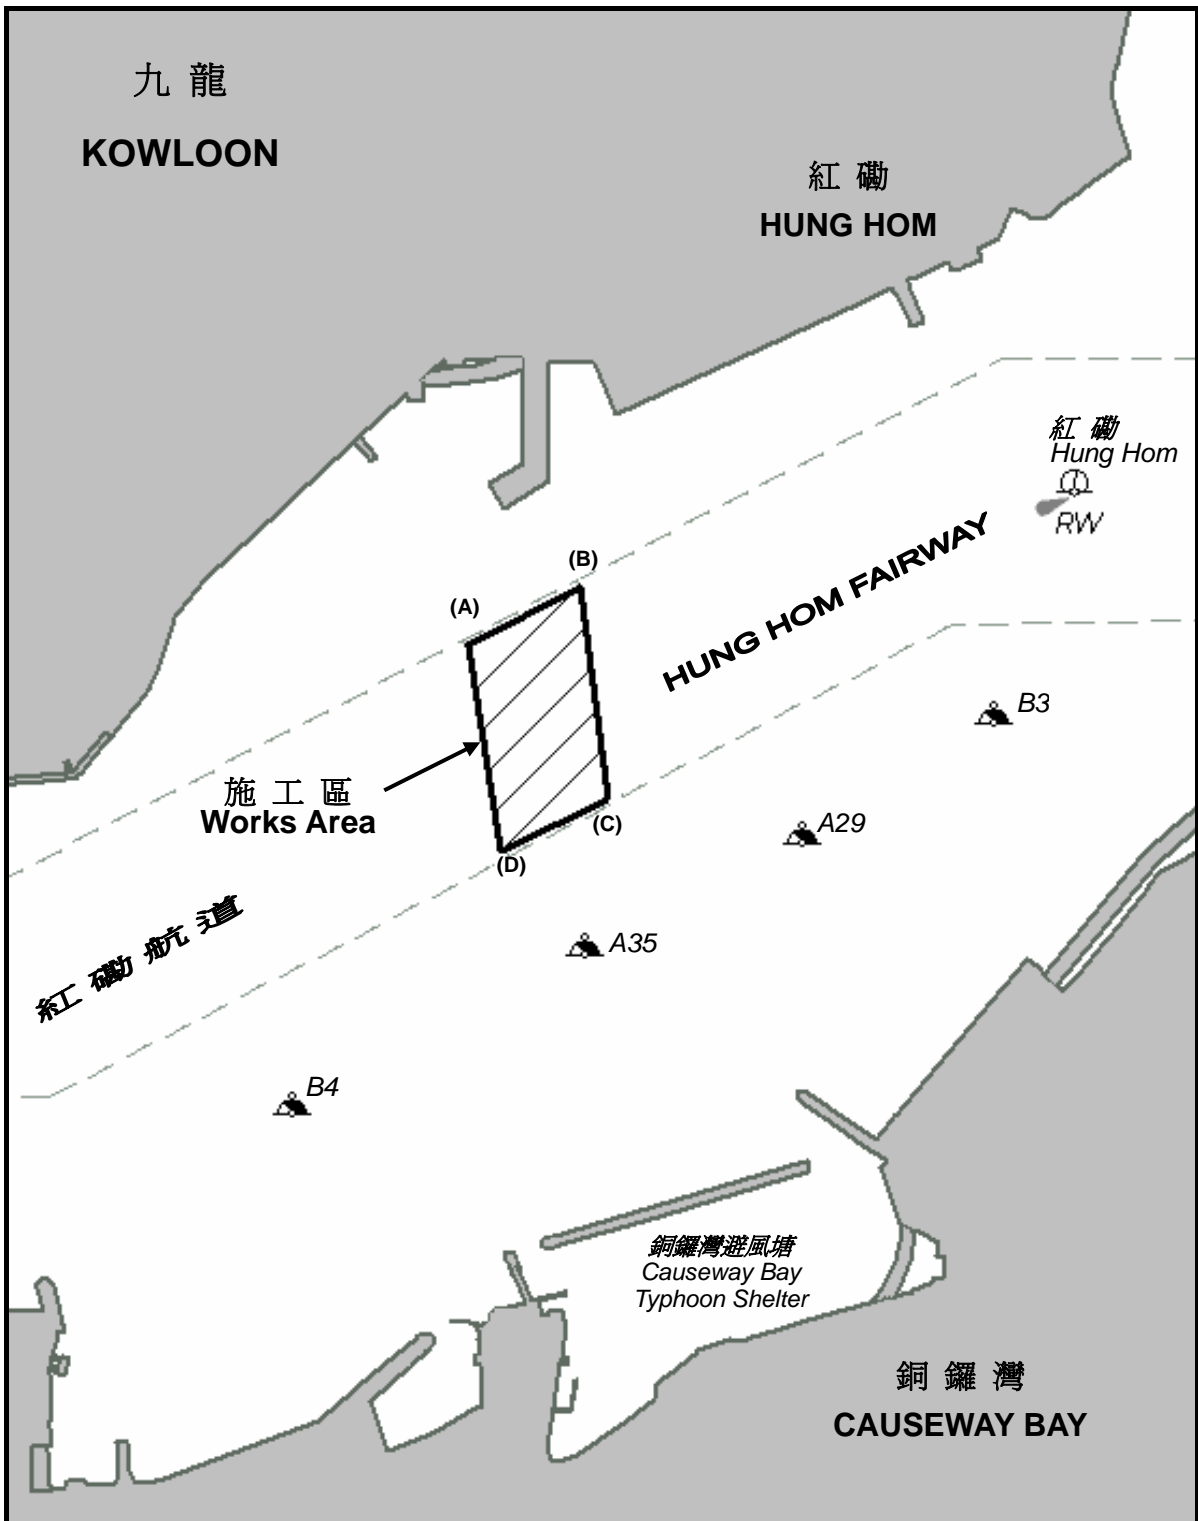 九 龍
KOWLOON
紅 磡
HUNG HOM
紅 磡
Hung Hom
RW
HUNG HOM FAIRWAY
(B)
(A)
B3
施 工 區
Works Area
(C)
A29
(D)
紅 磡 航 道
A35
B4
銅鑼灣避風塘
Causeway Bay
Typhoon Shelter
銅 鑼 灣
CAUSEWAY BAY